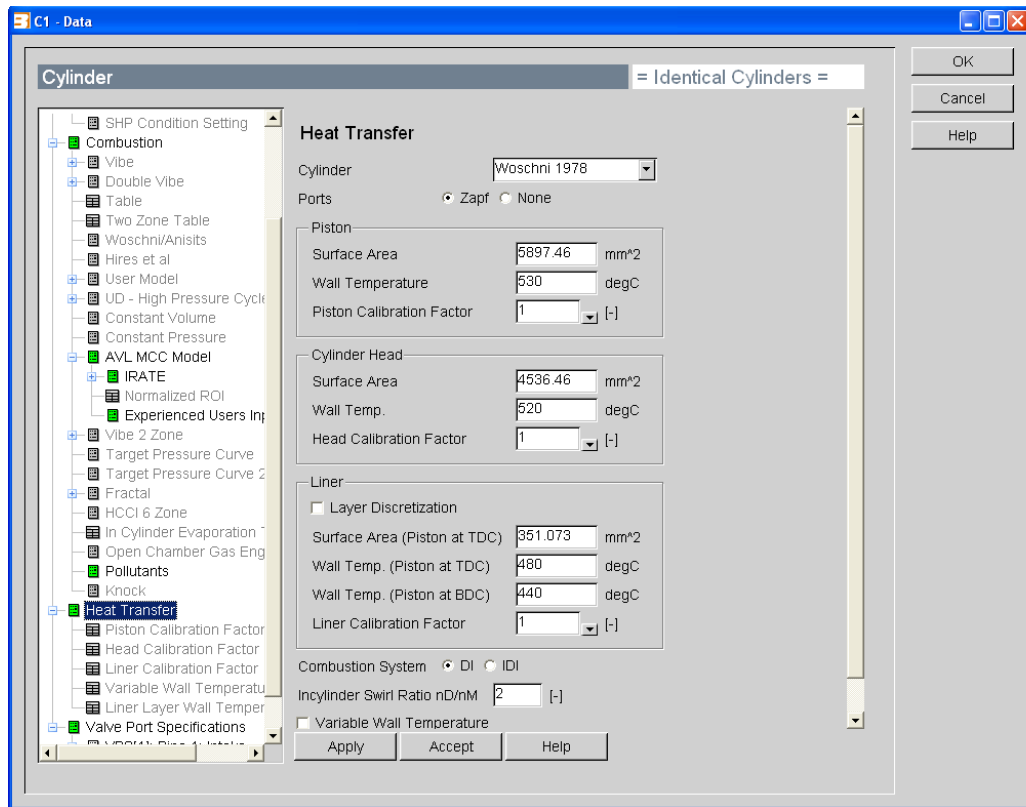 C1 - Data
Cylinder
= Identical Cylinders =
OK
Cancel
Help
SHP Condition Setting
Combustion
Vibe
Double Vibe
Table
Two Zone Table
Woschni/Anisits
Hires et al
User Model
UD - High Pressure Cycle
Constant Volume
Constant Pressure
AVL MCC Model
IRATE
Normalized ROI
Experienced Users Inp
Vibe 2 Zone
Target Pressure Curve
Target Pressure Curve 2
Fractal
HCCI 6 Zone
In Cylinder Evaporation T
Open Chamber Gas Eng
Pollutants
Knock
Heat Transfer
Piston Calibration Factor
Head Calibration Factor
Liner Calibration Factor
Variable Wall Temperatu
Liner Layer Wall Temper
Valve Port Specifications
VPS[1]: Pipe 1: Intake
Heat Transfer
Cylinder Woschni 1978
Ports Zapf None
Piston
Surface Area 5897.46 mm^2
Wall Temperature 530 degC
Piston Calibration Factor 1 [-]
Cylinder Head
Surface Area 4536.46 mm^2
Wall Temp. 520 degC
Head Calibration Factor 1 [-]
Liner
Layer Discretization
Surface Area (Piston at TDC) 351.073 mm^2
Wall Temp. (Piston at TDC) 480 degC
Wall Temp. (Piston at BDC) 440 degC
Liner Calibration Factor 1 [-]
Combustion System DI IDI
Incylinder Swirl Ratio nD/nM 2 [-]
Variable Wall Temperature
Apply Accept Help